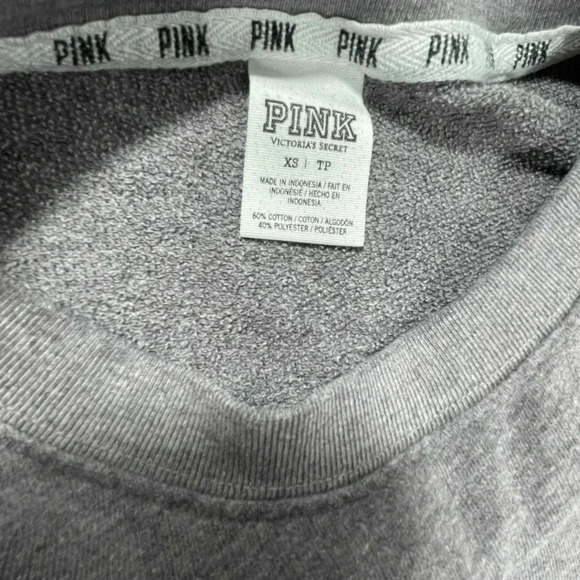 PINK PINK PINK PINK PINK PINK
PINK
VICTORIA'S SECRET
XS | TP
MADE IN INDONESIA / FAIT EN
INDONÉSIE / HECHO EN
INDONESIA
60% COTTON / COTON / ALGODÓN
40% POLYESTER / POLIÉSTER